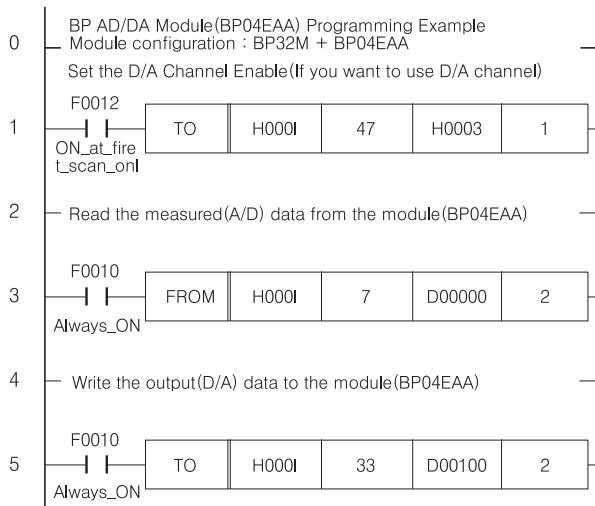 BP AD/DA Module(BP04EAA) Programming Example
0 Module configuration : BP32M + BP04EAA
Set the D/A Channel Enable(If you want to use D/A channel)
F0012
1 TO H000I 47 H0003 1
ON_at_fire
t_scan_onl
2 Read the measured(A/D) data from the module(BP04EAA)
F0010
3 FROM H000I 7 D00000 2
Always_ON
4 Write the output(D/A) data to the module(BP04EAA)
F0010
5 TO H000I 33 D00100 2
Always_ON